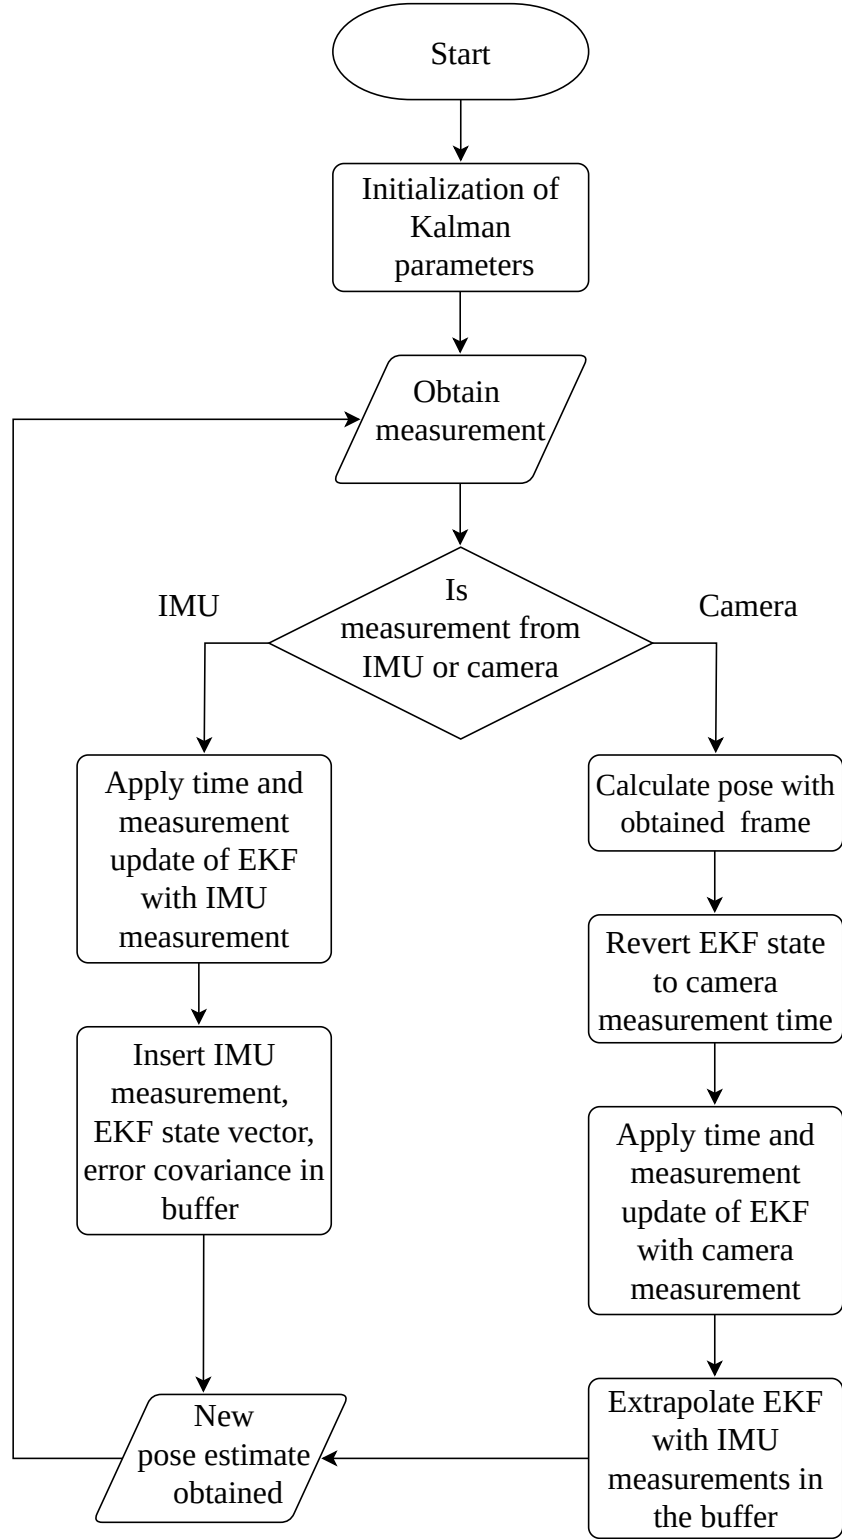 Start
Initialization of
Kalman
parameters
Obtain
measurement
Is
measurement from
IMU or camera
IMU
Camera
Apply time and
measurement
update of EKF
with IMU
measurement
Insert IMU
measurement,
EKF state vector,
error covariance in
buffer
Calculate pose with
obtained frame
Revert EKF state
to camera
measurement time
Apply time and
measurement
update of EKF
with camera
measurement
Extrapolate EKF
with IMU
measurements in
the buffer
New
pose estimate
obtained